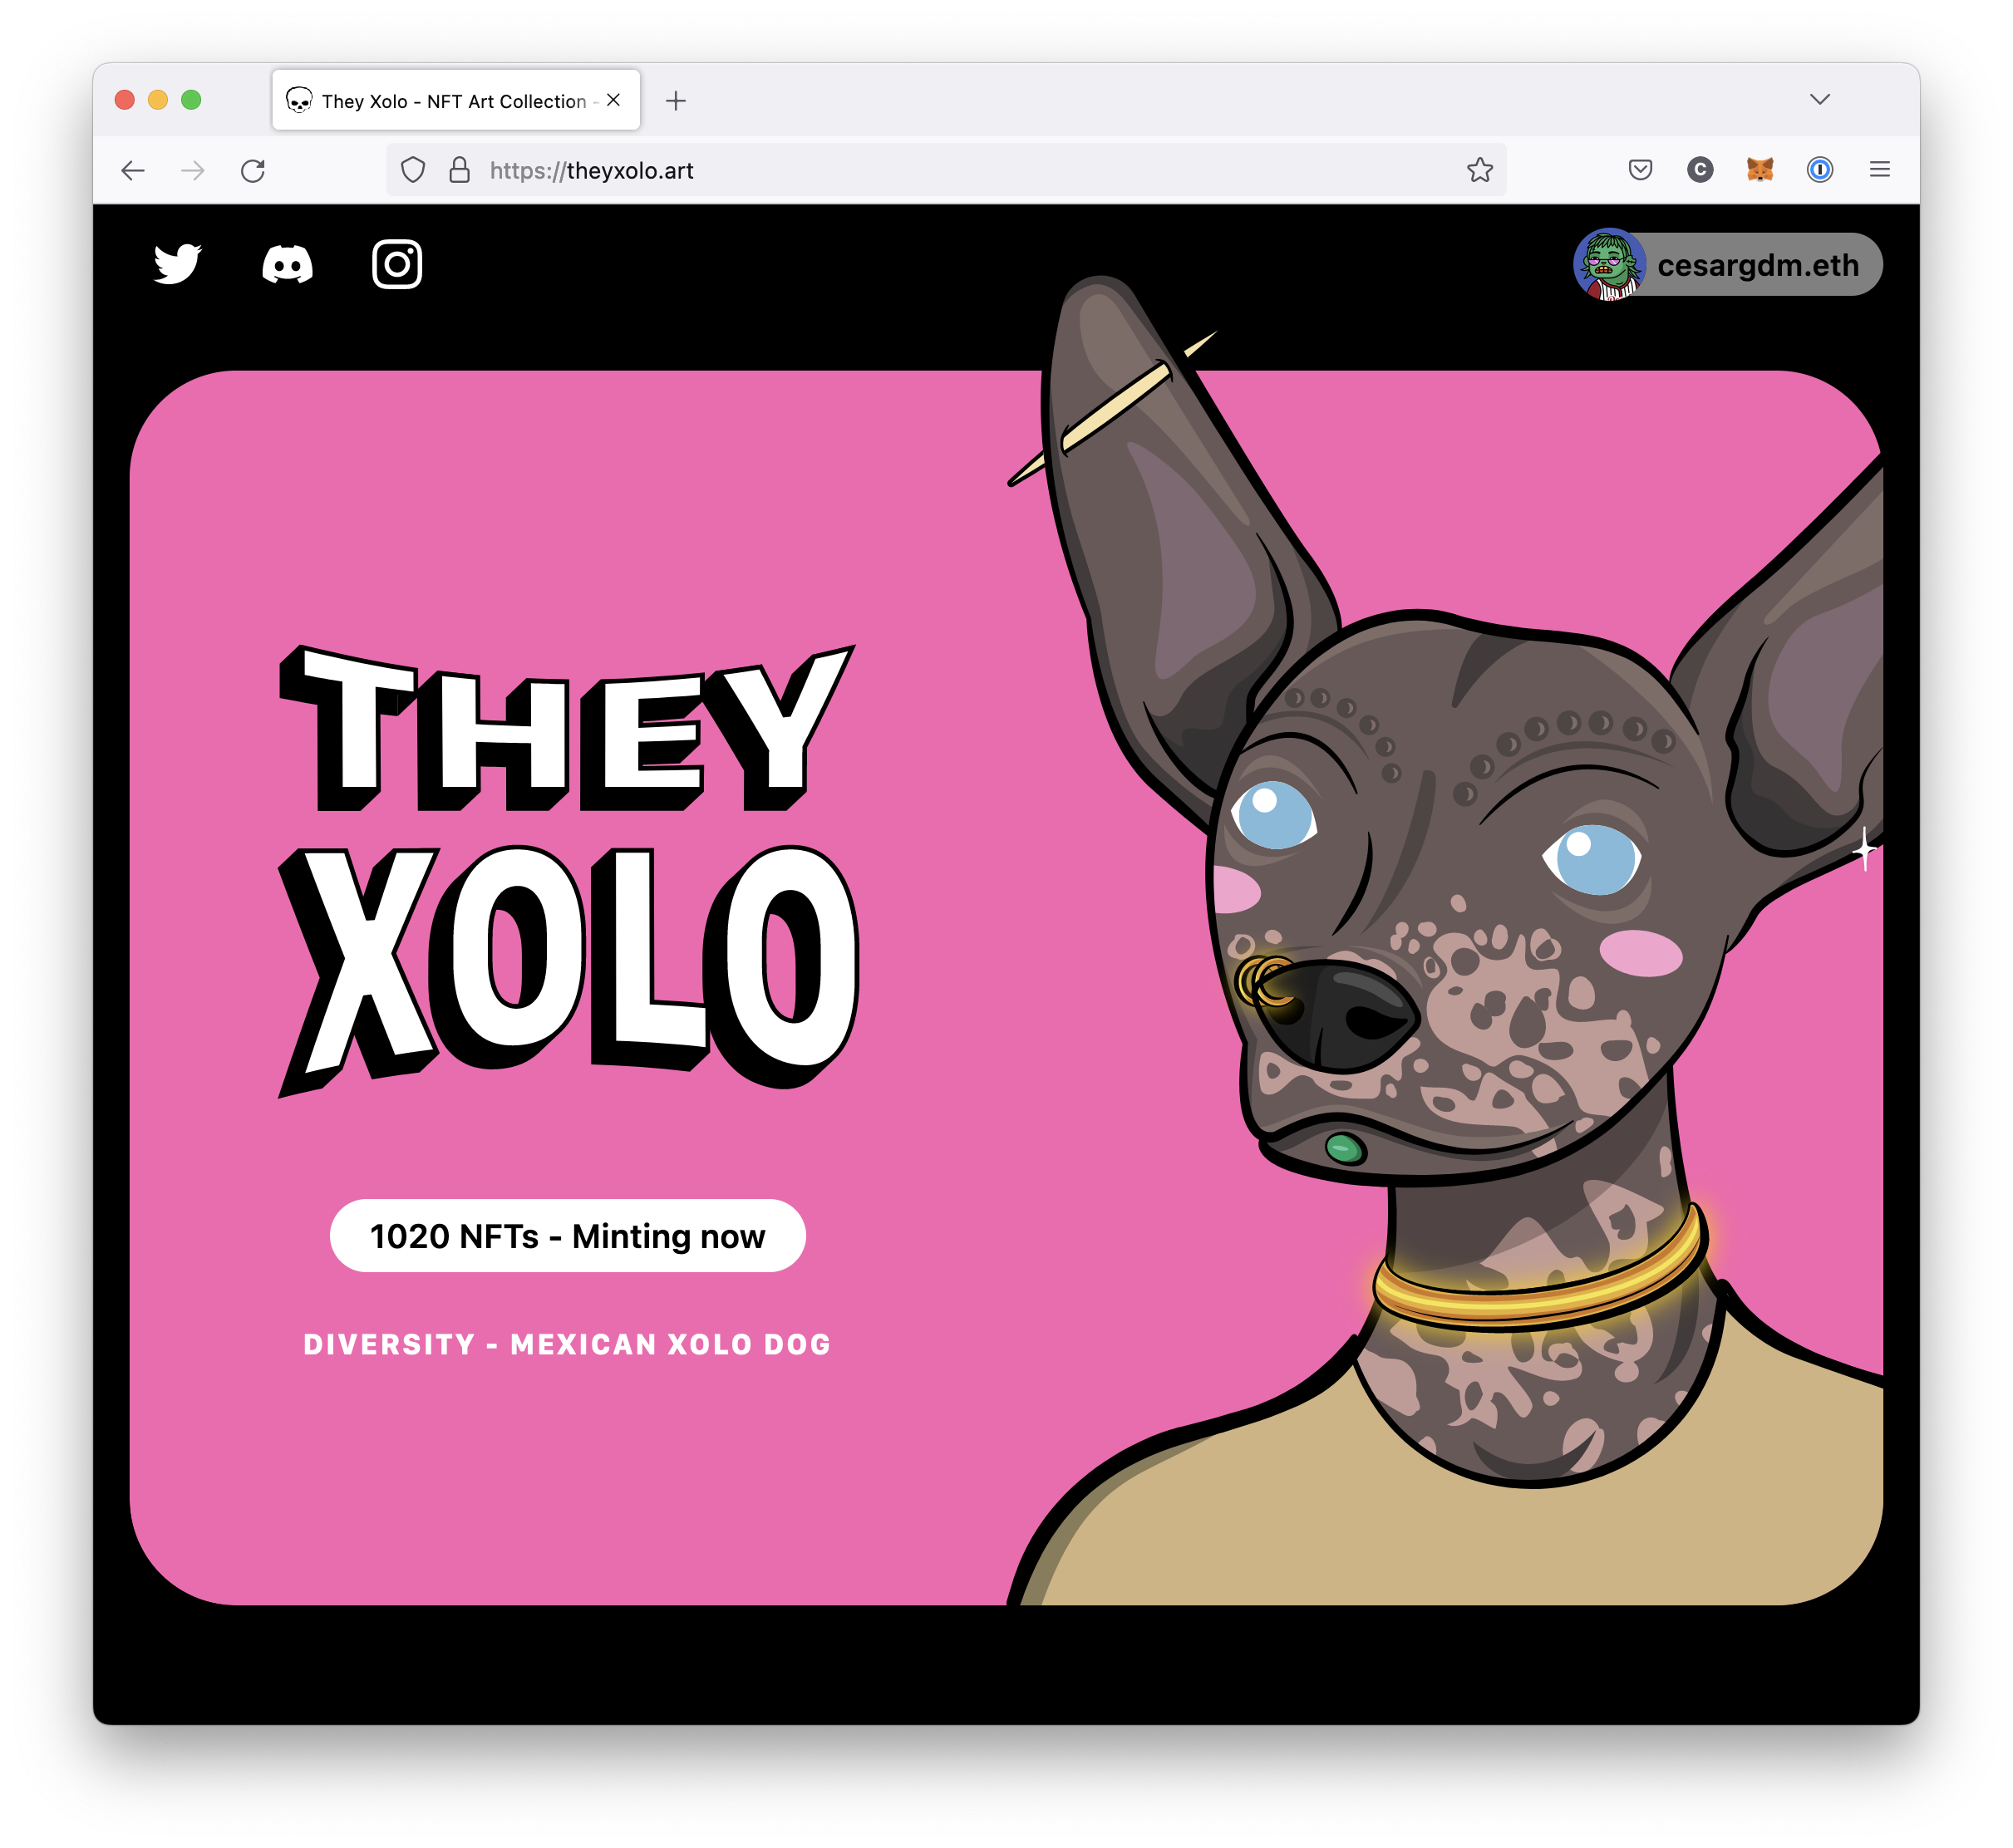 They Xolo - NFT Art Collection -
https://theyxolo.art
C
cesargdm.eth
THEY
XOLO
1020 NFTs - Minting now
DIVERSITY - MEXICAN XOLO DOG